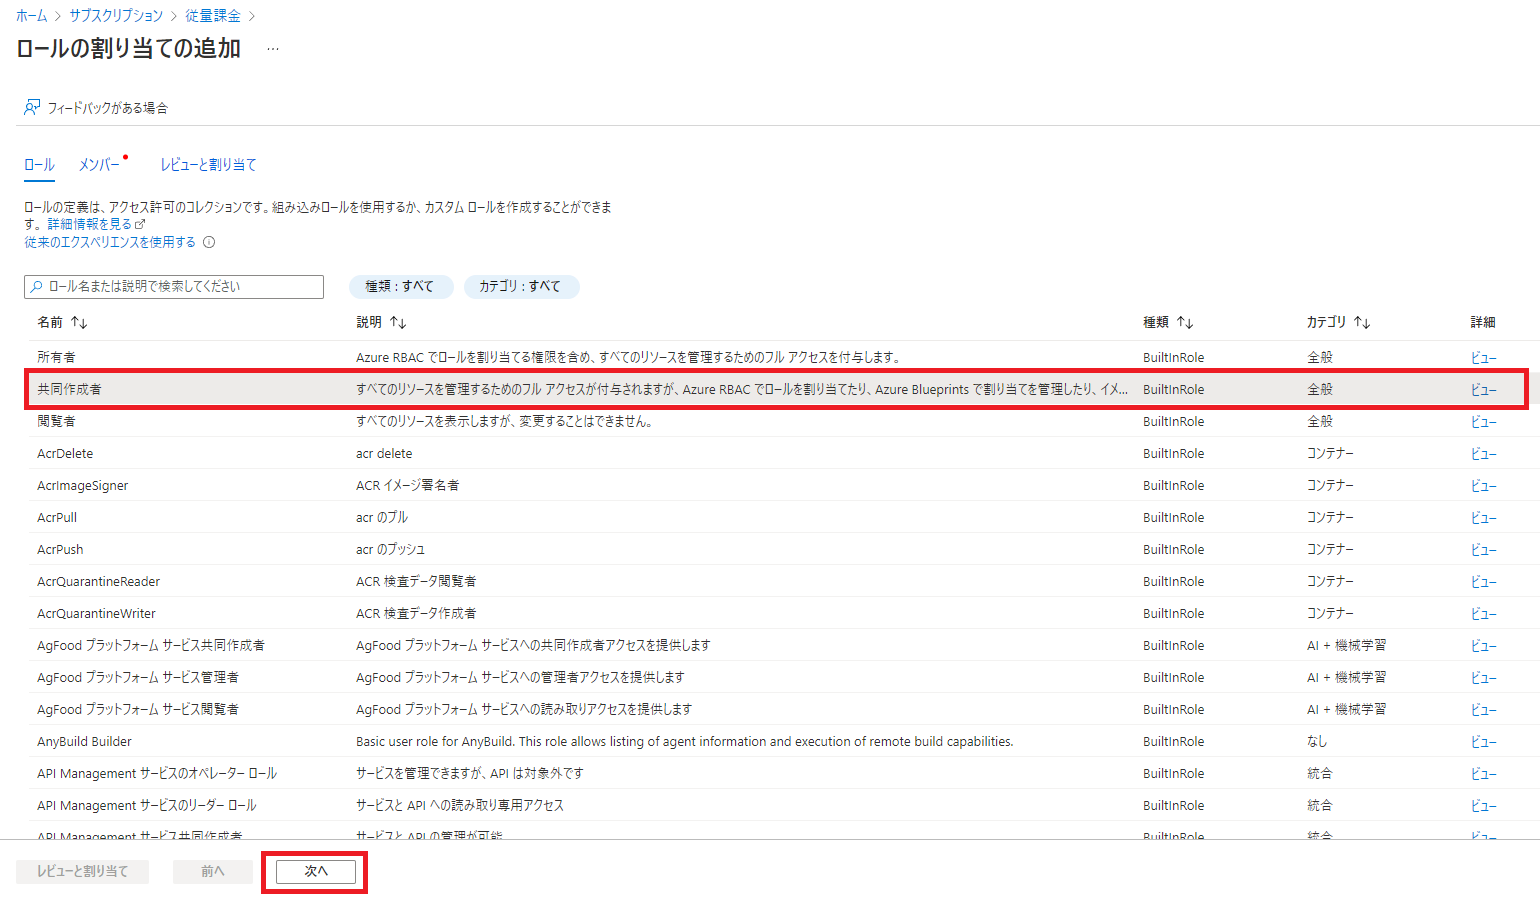 ホーム > サブスクリプション > 従量課金 >
ロールの割り当ての追加 …
フィードバックがある場合
ロール メンバー レビューと割り当て
ロールの定義は、アクセス許可のコレクションです。組み込みロールを使用するか、カスタム ロールを作成することができま
す。 詳細情報を見る
従来のエクスペリエンスを使用する
ロール名または説明で検索してください 種類 : すべて カテゴリ : すべて
名前 ↑↓ 説明 ↑↓ 種類 ↑↓ カテゴリ ↑↓ 詳細
所有者 Azure RBAC でロールを割り当てる権限を含め、すべてのリソースを管理するためのフル アクセスを付与します。 BuiltInRole 全般 ビュー
共同作成者 すべてのリソースを管理するためのフル アクセスが付与されますが、Azure RBAC でロールを割り当てたり、Azure Blueprints で割り当てを管理したり、イメ... BuiltInRole 全般 ビュー
閲覧者 すべてのリソースを表示しますが、変更することはできません。 BuiltInRole 全般 ビュー
AcrDelete acr delete BuiltInRole コンテナー ビュー
AcrImageSigner ACR イメージ署名者 BuiltInRole コンテナー ビュー
AcrPull acr のプル BuiltInRole コンテナー ビュー
AcrPush acr のプッシュ BuiltInRole コンテナー ビュー
AcrQuarantineReader ACR 検査データ閲覧者 BuiltInRole コンテナー ビュー
AcrQuarantineWriter ACR 検査データ作成者 BuiltInRole コンテナー ビュー
AgFood プラットフォーム サービス共同作成者 AgFood プラットフォーム サービスへの共同作成者アクセスを提供します BuiltInRole AI + 機械学習 ビュー
AgFood プラットフォーム サービス管理者 AgFood プラットフォーム サービスへの管理者アクセスを提供します BuiltInRole AI + 機械学習 ビュー
AgFood プラットフォーム サービス閲覧者 AgFood プラットフォーム サービスへの読み取りアクセスを提供します BuiltInRole AI + 機械学習 ビュー
AnyBuild Builder Basic user role for AnyBuild. This role allows listing of agent information and execution of remote build capabilities. BuiltInRole なし ビュー
API Management サービスのオペレーター ロール サービスを管理できますが、API は対象外です BuiltInRole 統合 ビュー
API Management サービスのリーダー ロール サービスと API への読み取り専用アクセス BuiltInRole 統合 ビュー
API Management サービス共同作成者 サービスと API の管理が可能 BuiltInRole 統合 ビュー
レビューと割り当て 前へ 次へ